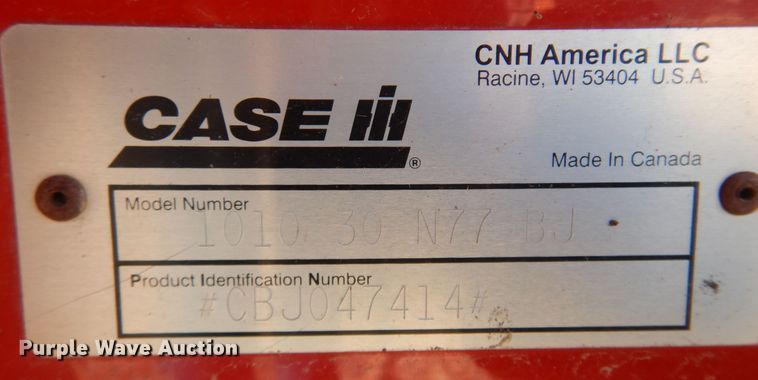 CNH America LLC
Racine, WI 53404 U.S.A.
CASE IH
®
Made In Canada
Model Number
1010 30 N77 BJ
Product Identification Number
#CBJ047414#
Purple Wave Auction